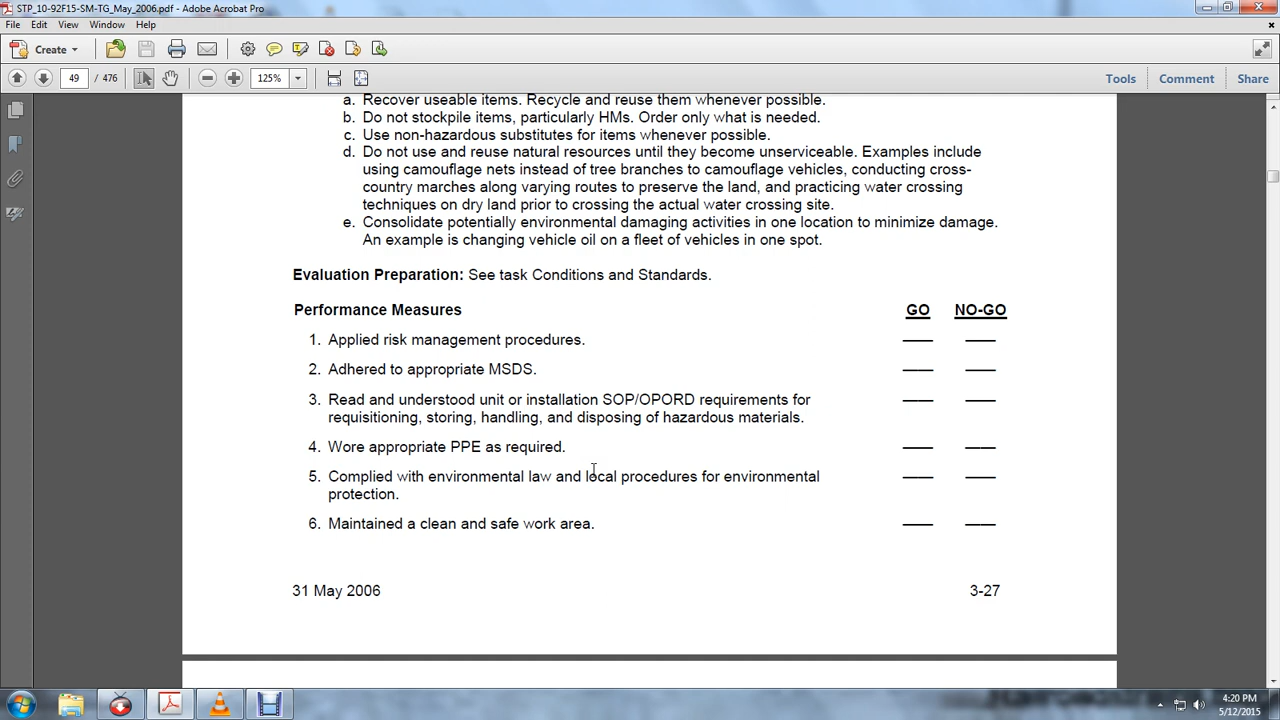 STP_10-92F15-SM-TG_May_2006.pdf - Adobe Acrobat Pro
File Edit View Window Help
Create
49 / 476 125% Tools Comment Share
a. Recover useable items. Recycle and reuse them whenever possible.
b. Do not stockpile items, particularly HMs. Order only what is needed.
c. Use non-hazardous substitutes for items whenever possible.
d. Do not use and reuse natural resources until they become unserviceable. Examples include
using camouflage nets instead of tree branches to camouflage vehicles, conducting cross-
country marches along varying routes to preserve the land, and practicing water crossing
techniques on dry land prior to crossing the actual water crossing site.
e. Consolidate potentially environmental damaging activities in one location to minimize damage.
An example is changing vehicle oil on a fleet of vehicles in one spot.
Evaluation Preparation: See task Conditions and Standards.
Performance Measures GO NO-GO
1. Applied risk management procedures.
2. Adhered to appropriate MSDS.
3. Read and understood unit or installation SOP/OPORD requirements for
requisitioning, storing, handling, and disposing of hazardous materials.
4. Wore appropriate PPE as required.
5. Complied with environmental law and local procedures for environmental
protection.
6. Maintained a clean and safe work area.
31 May 2006 3-27
4:20 PM
5/12/2015